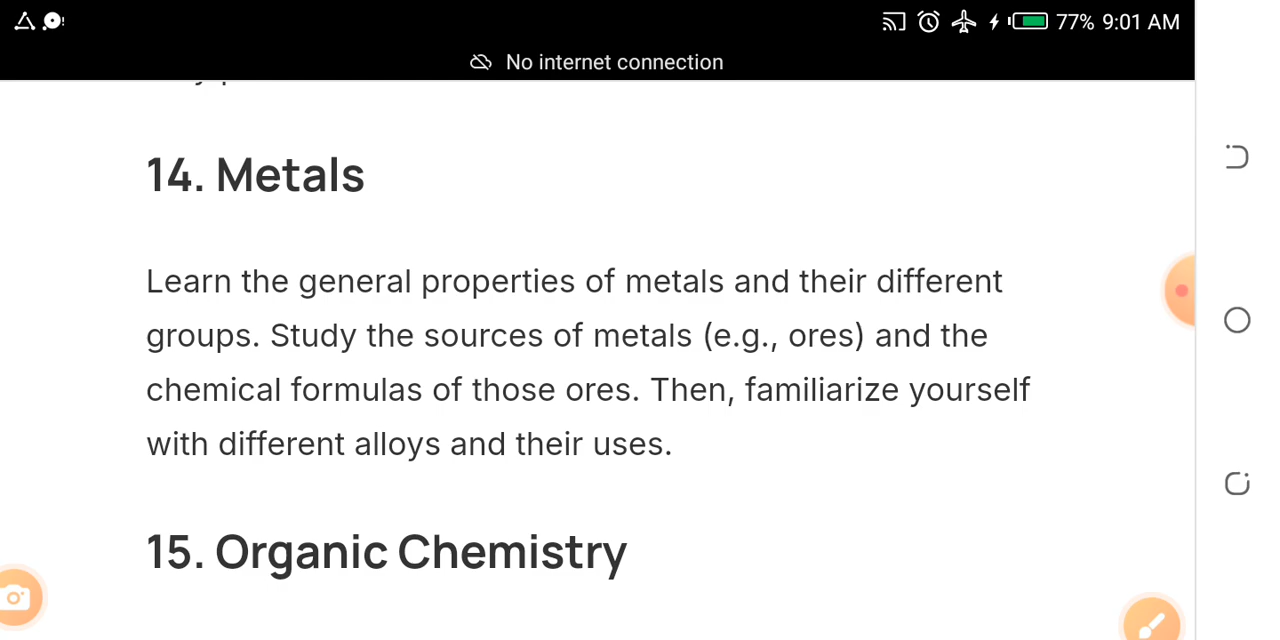 77% 9:01 AM
No internet connection
14. Metals
Learn the general properties of metals and their different
groups. Study the sources of metals (e.g., ores) and the
chemical formulas of those ores. Then, familiarize yourself
with different alloys and their uses.
15. Organic Chemistry